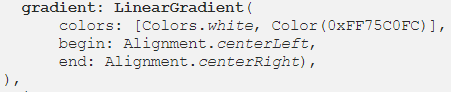 gradient: LinearGradient(
colors: [Colors.white, Color(0xFF75C0FC)],
begin: Alignment.centerLeft,
end: Alignment.centerRight),
),